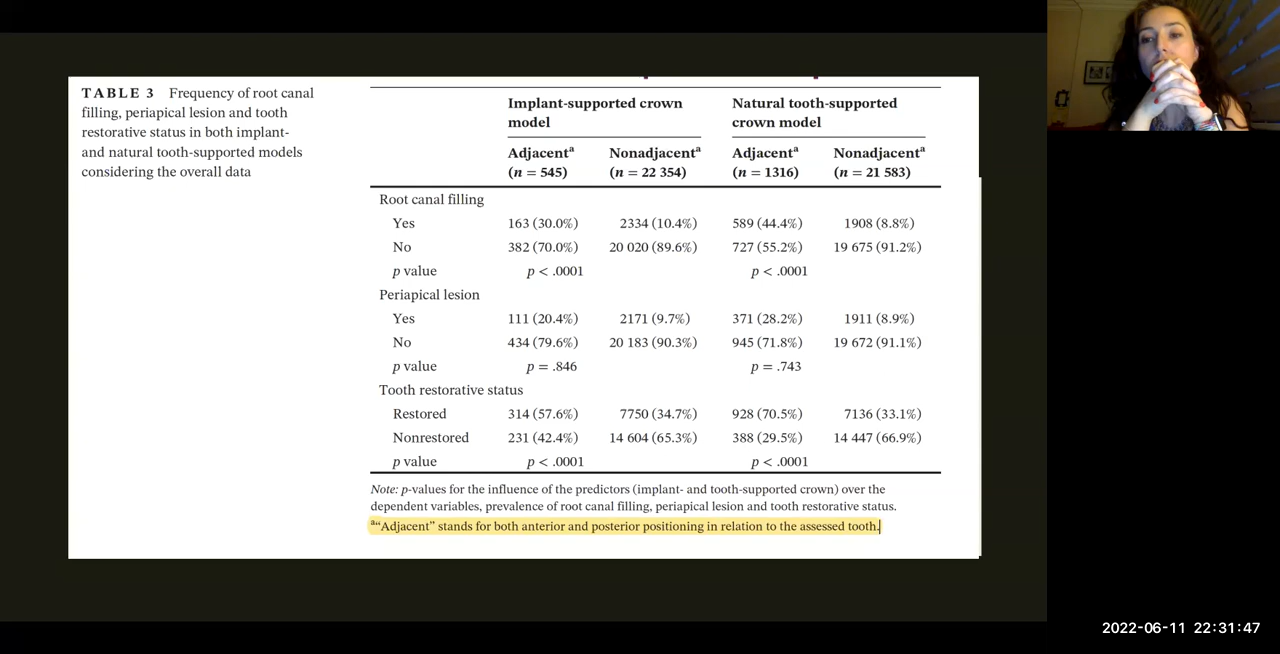 TABLE 3 Frequency of root canal
filling, periapical lesion and tooth
restorative status in both implant-
and natural tooth-supported models
considering the overall data
Implant-supported crown model Natural tooth-supported crown model
Adjacentᵃ (n = 545) Nonadjacentᵃ (n = 22 354) Adjacentᵃ (n = 1316) Nonadjacentᵃ (n = 21 583)
Root canal filling
Yes 163 (30.0%) 2334 (10.4%) 589 (44.4%) 1908 (8.8%)
No 382 (70.0%) 20 020 (89.6%) 727 (55.2%) 19 675 (91.2%)
p value p < .0001 p < .0001
Periapical lesion
Yes 111 (20.4%) 2171 (9.7%) 371 (28.2%) 1911 (8.9%)
No 434 (79.6%) 20 183 (90.3%) 945 (71.8%) 19 672 (91.1%)
p value p = .846 p = .743
Tooth restorative status
Restored 314 (57.6%) 7750 (34.7%) 928 (70.5%) 7136 (33.1%)
Nonrestored 231 (42.4%) 14 604 (65.3%) 388 (29.5%) 14 447 (66.9%)
p value p < .0001 p < .0001
Note: p-values for the influence of the predictors (implant- and tooth-supported crown) over the
dependent variables, prevalence of root canal filling, periapical lesion and tooth restorative status.
ᵃ“Adjacent” stands for both anterior and posterior positioning in relation to the assessed tooth.
2022-06-11 22:31:47